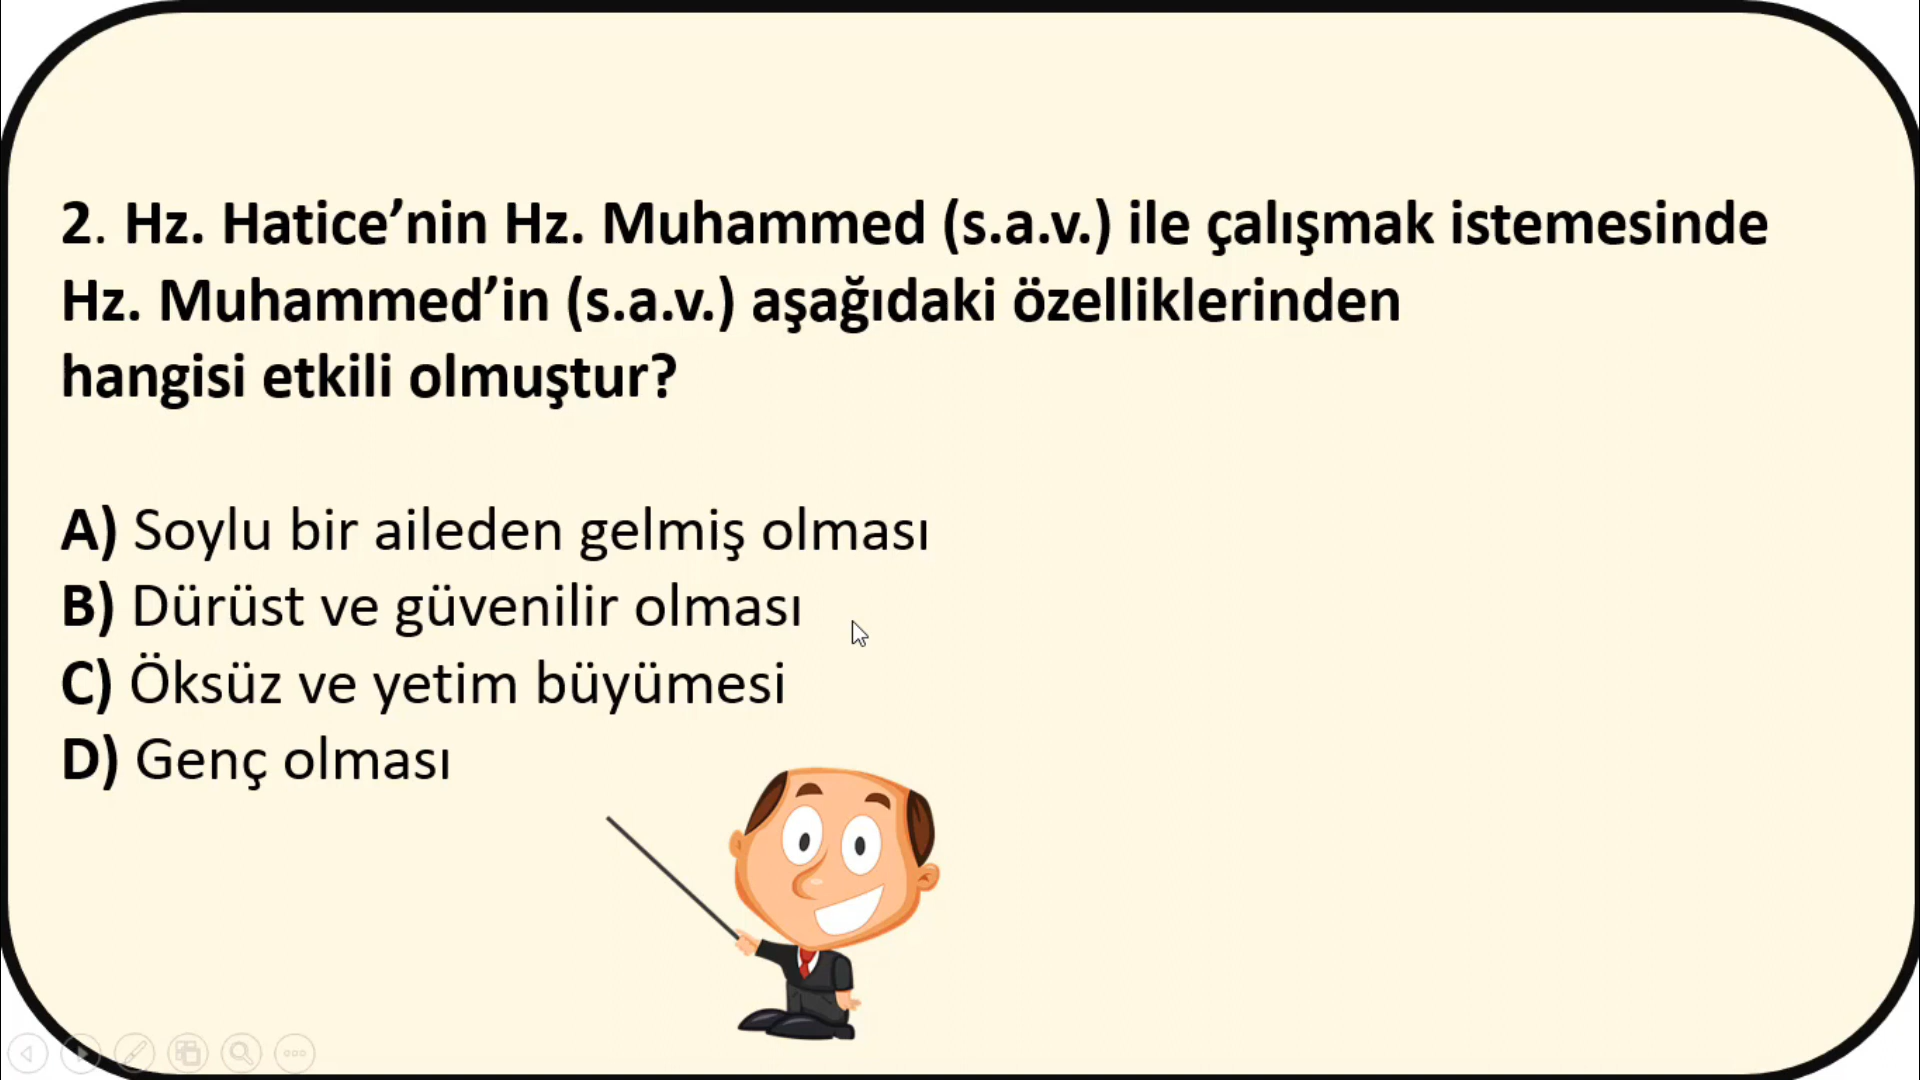 2. Hz. Hatice’nin Hz. Muhammed (s.a.v.) ile çalışmak istemesinde
Hz. Muhammed’in (s.a.v.) aşağıdaki özelliklerinden
hangisi etkili olmuştur?
A) Soylu bir aileden gelmiş olması
B) Dürüst ve güvenilir olması
C) Öksüz ve yetim büyümesi
D) Genç olması